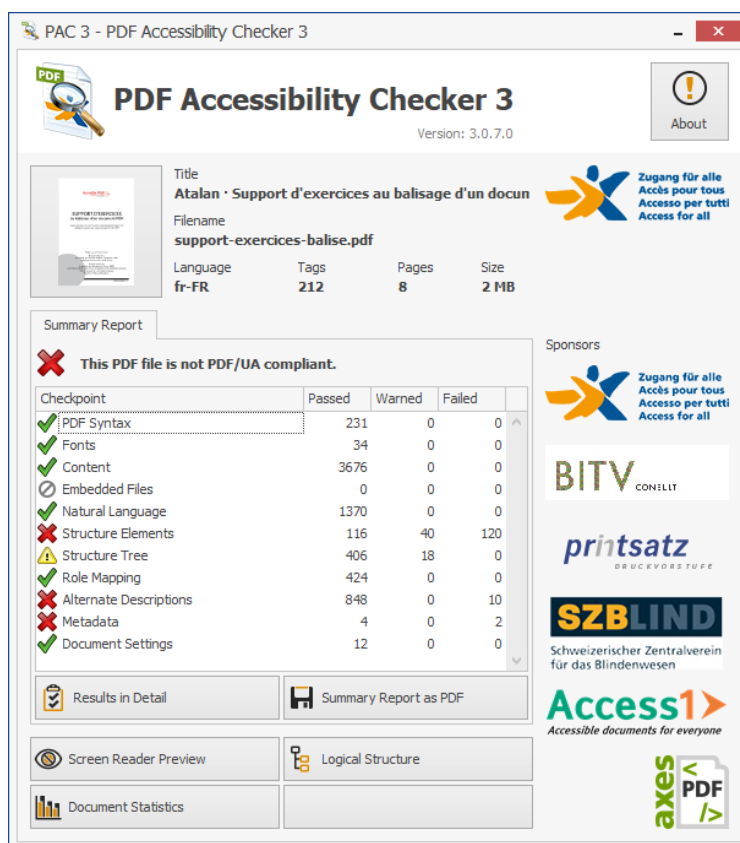 PAC 3 - PDF Accessibility Checker 3
PDF
PDF Accessibility Checker 3
Version: 3.0.7.0
About
Title
Atalan · Support d'exercices au balisage d'un docun
Filename
support-exercices-balise.pdf
Language Tags Pages Size
fr-FR 212 8 2 MB
SUPPORT D'EXERCICES
Zugang für alle
Accès pour tous
Accesso per tutti
Access for all
Summary Report
This PDF file is not PDF/UA compliant.
Checkpoint Passed Warned Failed
PDF Syntax 231 0 0
Fonts 34 0 0
Content 3676 0 0
Embedded Files 0 0 0
Natural Language 1370 0 0
Structure Elements 116 40 120
Structure Tree 406 18 0
Role Mapping 424 0 0
Alternate Descriptions 848 0 10
Metadata 4 0 2
Document Settings 12 0 0
Results in Detail
Summary Report as PDF
Screen Reader Preview
Logical Structure
Document Statistics
Sponsors
Zugang für alle
Accès pour tous
Accesso per tutti
Access for all
BITV CONSULT
printsatz
DRUCKVORSTUFE
SZBLIND
Schweizerischer Zentralverein
für das Blindenwesen
Access1
Accessible documents for everyone
axes
<
PDF
/>